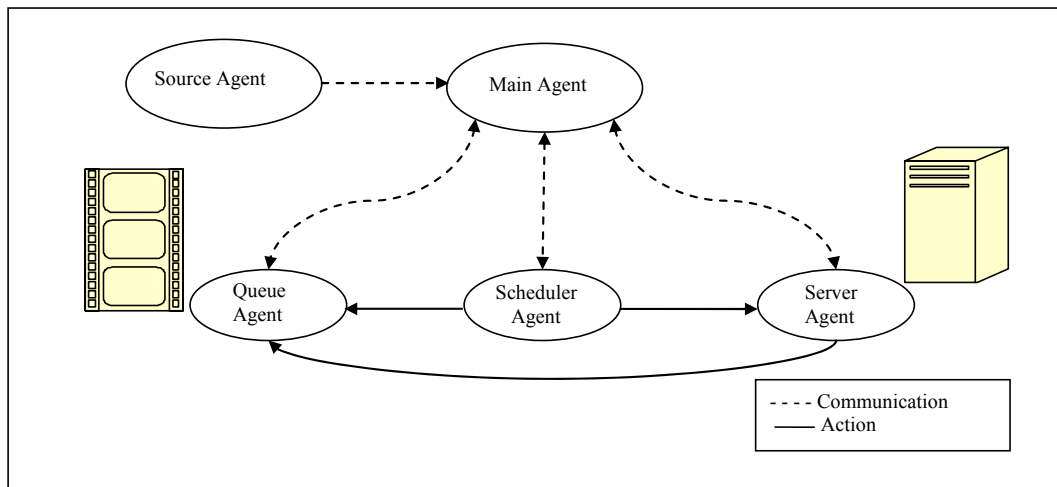 Source Agent
Main Agent
Queue
Agent
Scheduler
Agent
Server
Agent
Communication
Action